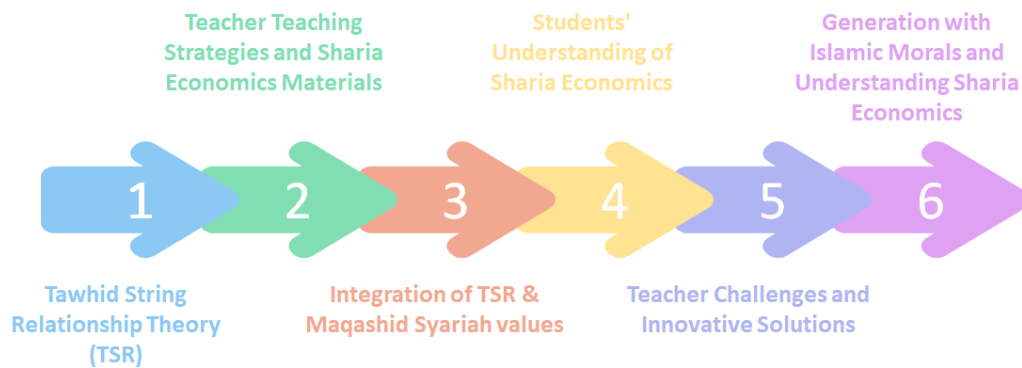 Teacher Teaching
Strategies and Sharia
Economics Materials
Students'
Understanding of
Sharia Economics
Generation with
Islamic Morals and
Understanding Sharia
Economics
1
2
3
4
5
6
Tawhid String
Relationship Theory
(TSR)
Integration of TSR &
Maqashid Syariah values
Teacher Challenges and
Innovative Solutions